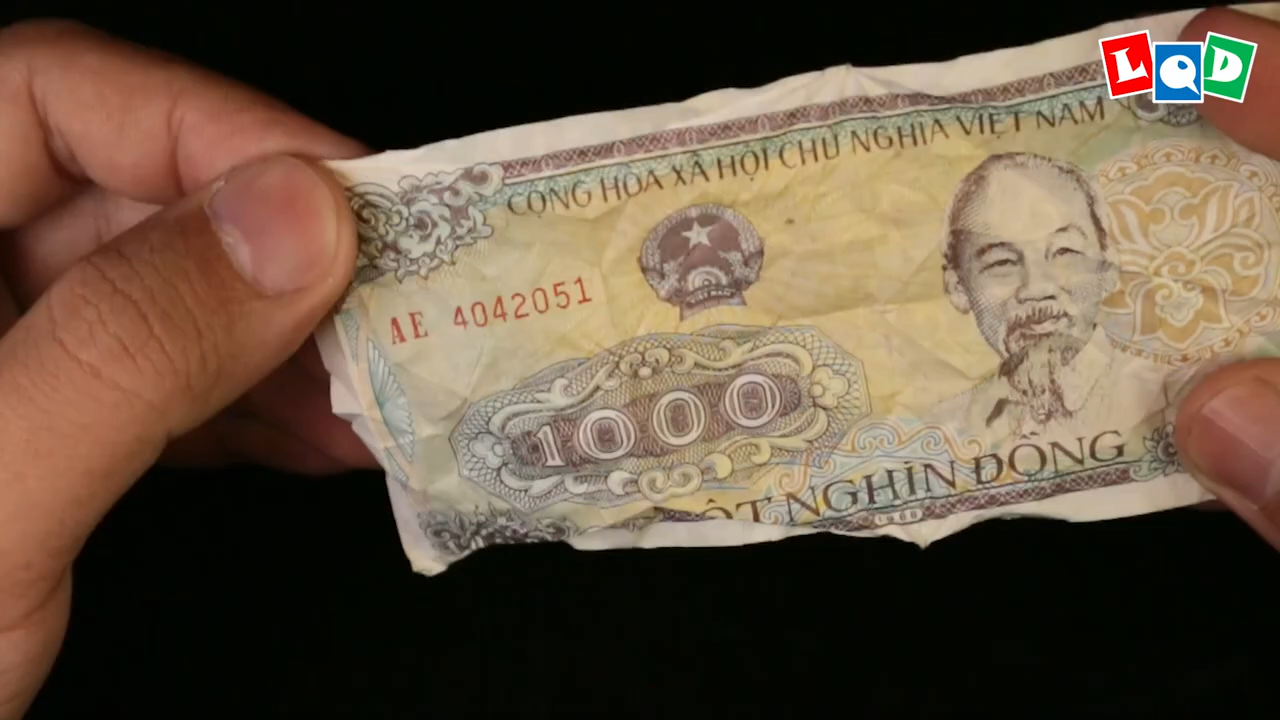 LQD
CỘNG HÒA XÃ HỘI CHỦ NGHĨA VIỆT NAM
AE 4042051
1000
NGHÌN ĐỒNG